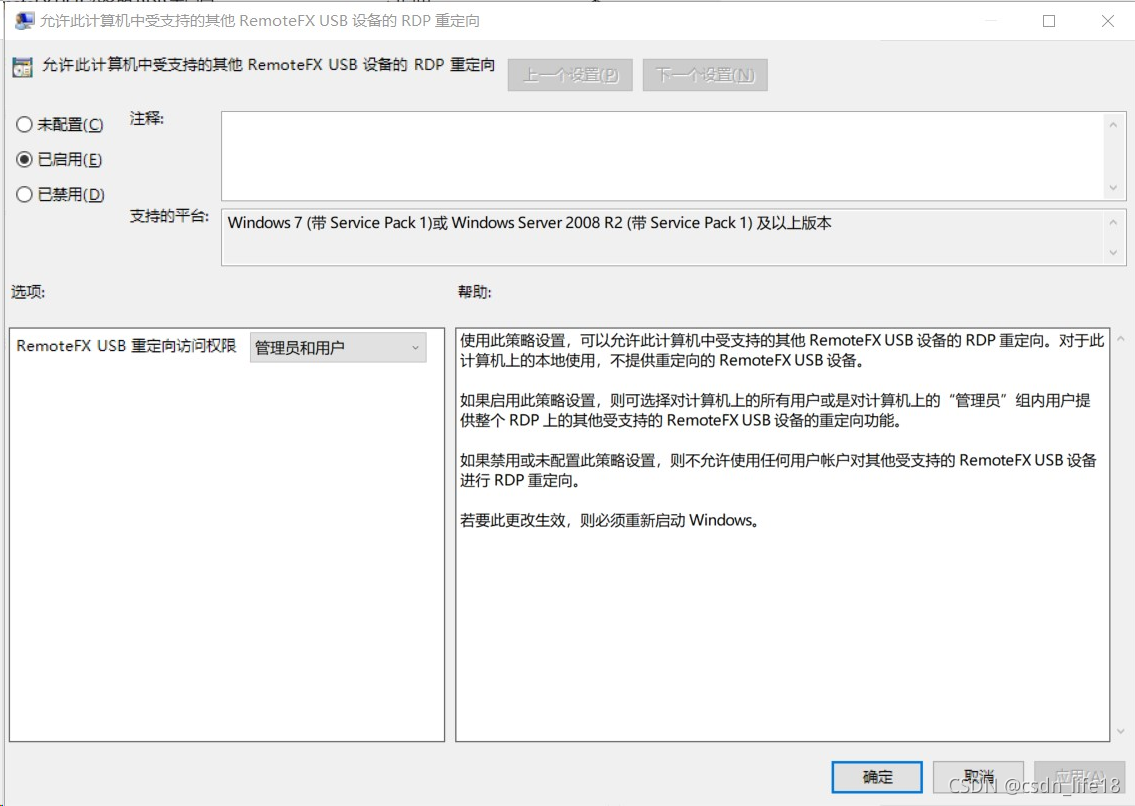 允许此计算机中受支持的其他 RemoteFX USB 设备的 RDP 重定向
允许此计算机中受支持的其他 RemoteFX USB 设备的 RDP 重定向
上一个设置(P)
下一个设置(N)
未配置(C)
注释:
已启用(E)
已禁用(D)
支持的平台:
Windows 7 (带 Service Pack 1)或 Windows Server 2008 R2 (带 Service Pack 1) 及以上版本
选项:
帮助:
RemoteFX USB 重定向访问权限
管理员和用户
使用此策略设置，可以允许此计算机中受支持的其他 RemoteFX USB 设备的 RDP 重定向。对于此
计算机上的本地使用，不提供重定向的 RemoteFX USB 设备。
如果启用此策略设置，则可选择对计算机上的所有用户或是对计算机上的“管理员”组内用户提
供整个 RDP 上的其他受支持的 RemoteFX USB 设备的重定向功能。
如果禁用或未配置此策略设置，则不允许使用任何用户帐户对其他受支持的 RemoteFX USB 设备
进行 RDP 重定向。
若要此更改生效，则必须重新启动 Windows。
确定
取消
应用(A)
CSDN @csdn_life18